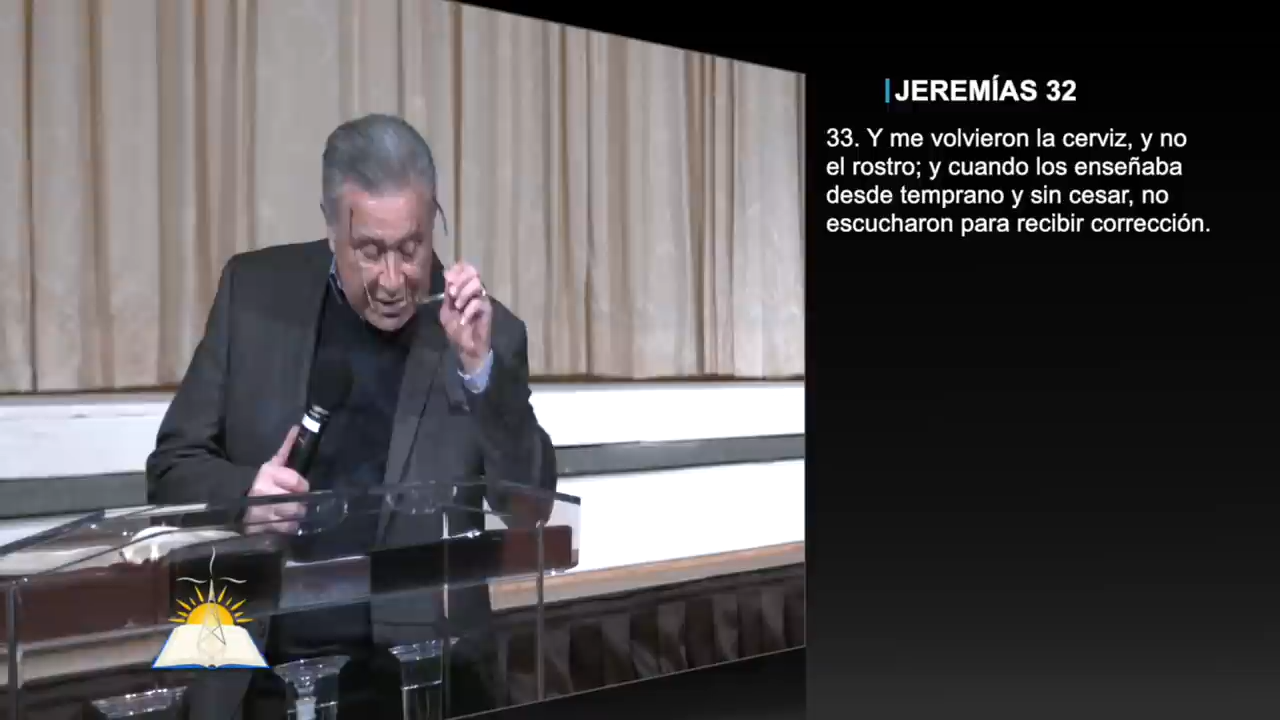 JEREMÍAS 32
33. Y me volvieron la cerviz, y no
el rostro; y cuando los enseñaba
desde temprano y sin cesar, no
escucharon para recibir corrección.